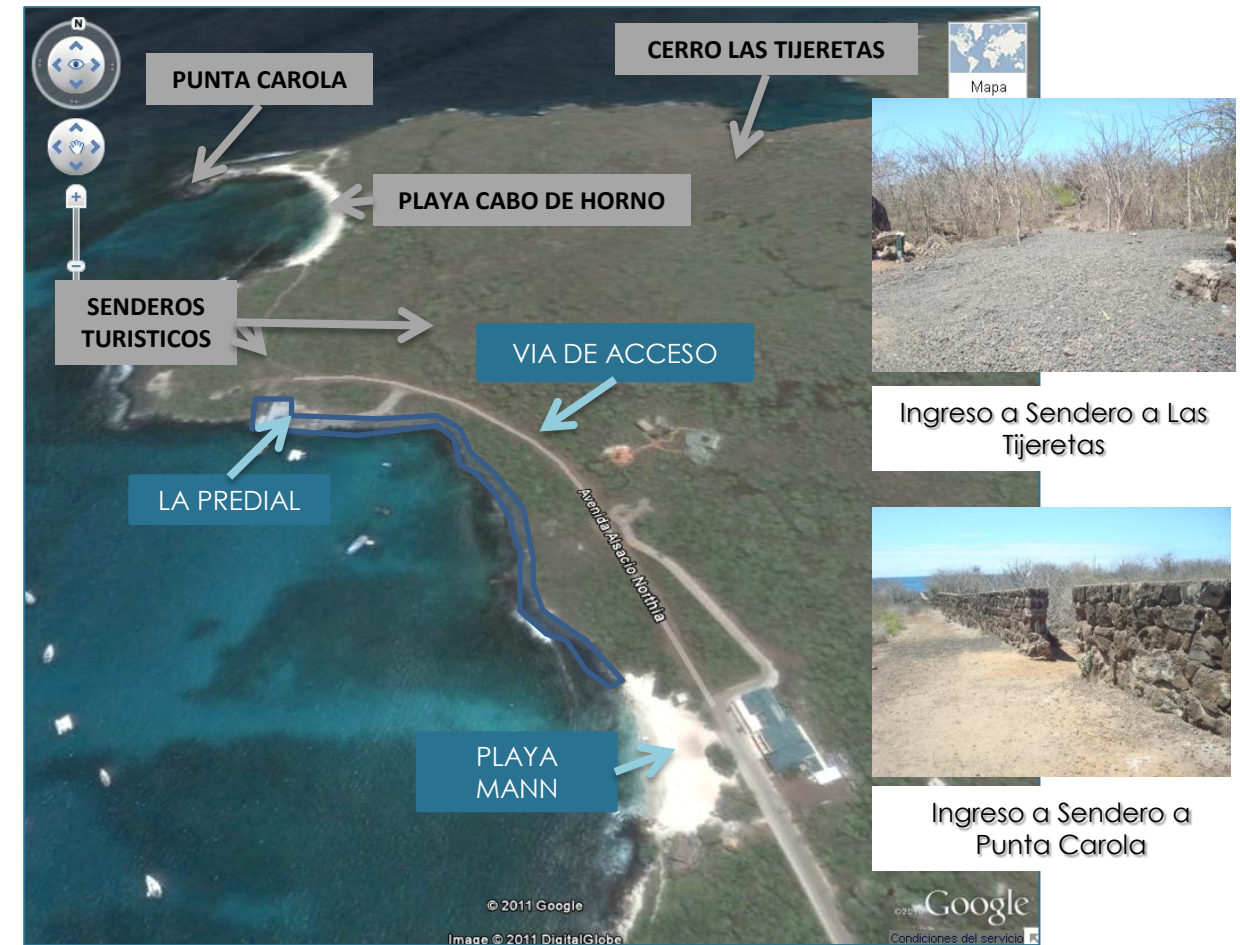 N
CERRO LAS TIJERETAS
PUNTA CAROLA
Mapa
PLAYA CABO DE HORNO
SENDEROS
TURISTICOS
VIA DE ACCESO
Ingreso a Sendero a Las
Tijeretas
LA PREDIAL
Avenida Alsacio Northia
PLAYA
MANN
Ingreso a Sendero a
Punta Carola
© 2011 Google
Google
Image © 2011 DigitalGlobe
Condiciones del servicio